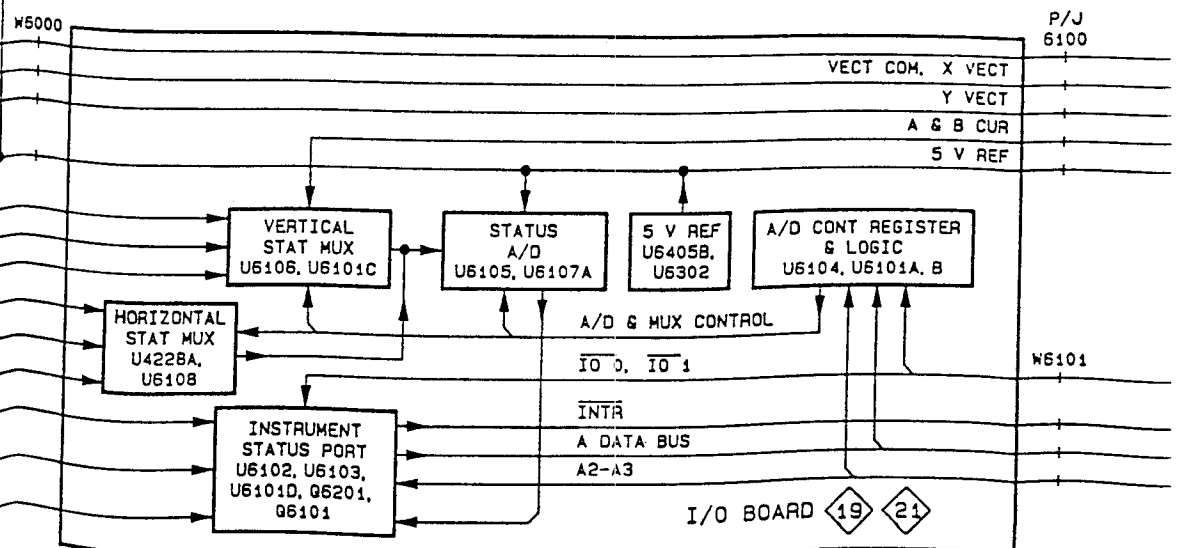 W5000
P/J
6100
VECT COM, X VECT
Y VECT
A & B CUR
5 V REF
VERTICAL
STAT MUX
U6106, U6101C
STATUS
A/D
U6105, U6107A
5 V REF
U6405B,
U6302
A/D CONT REGISTER
& LOGIC
U6104, U6101A, B
HORIZONTAL
STAT MUX
U4228A,
U6108
A/D & MUX CONTROL
IO 0, IO 1
W6101
INTR
A DATA BUS
A2-A3
INSTRUMENT
STATUS PORT
U6102, U6103,
U6101D, Q6201,
Q6101
I/O BOARD 19 21